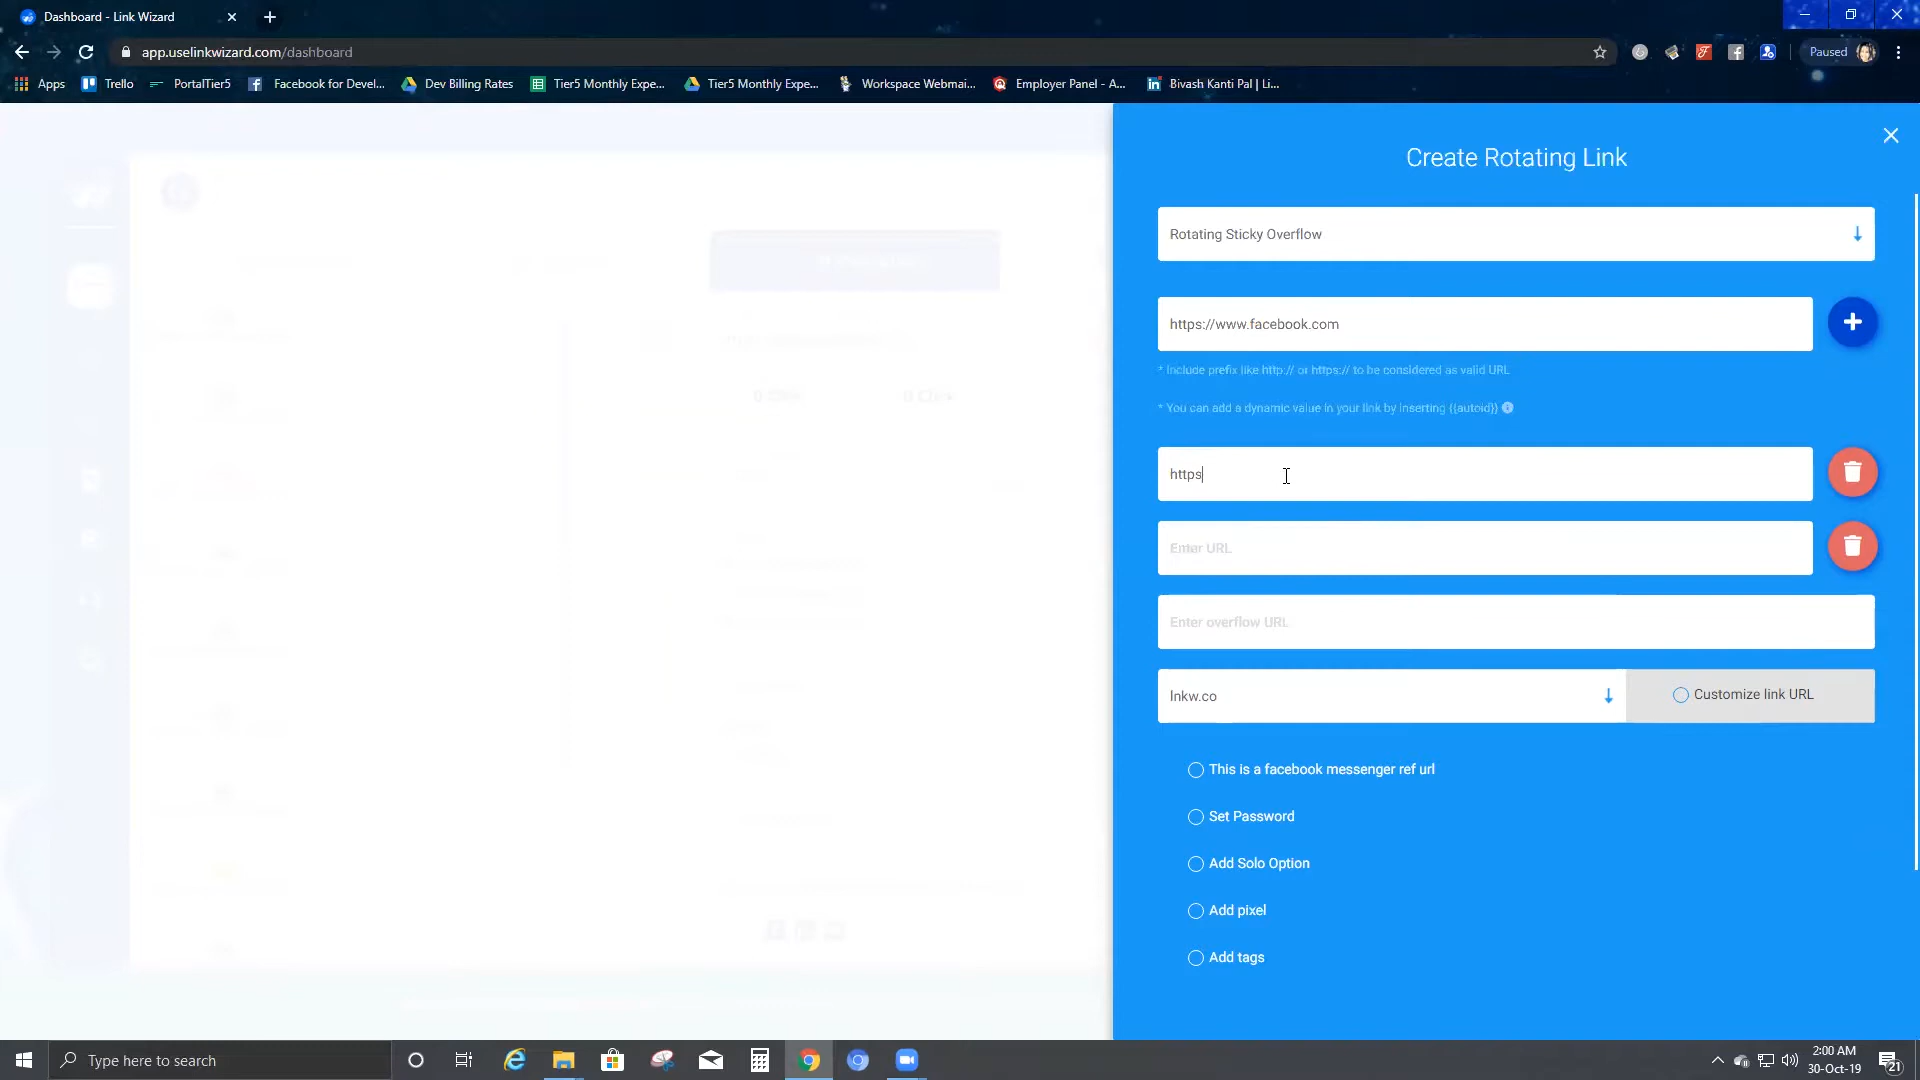 Dashboard - Link Wizard
app.uselinkwizard.com/dashboard
Paused
Apps
Trello
PortalTier5
Facebook for Devel...
Dev Billing Rates
Tier5 Monthly Expe...
Tier5 Monthly Expe...
Workspace Webmai...
Employer Panel - A...
Bivash Kanti Pal | Li...
Create Rotating Link
Rotating Sticky Overflow
https://www.facebook.com
* Include prefix like http:// or https:// to be considered as valid URL
* You can add a dynamic value in your link by inserting {{autoid}}
https
Enter URL
Enter overflow URL
lnkw.co
Customize link URL
This is a facebook messenger ref url
Set Password
Add Solo Option
Add pixel
Add tags
Type here to search
2:00 AM
30-Oct-19
21